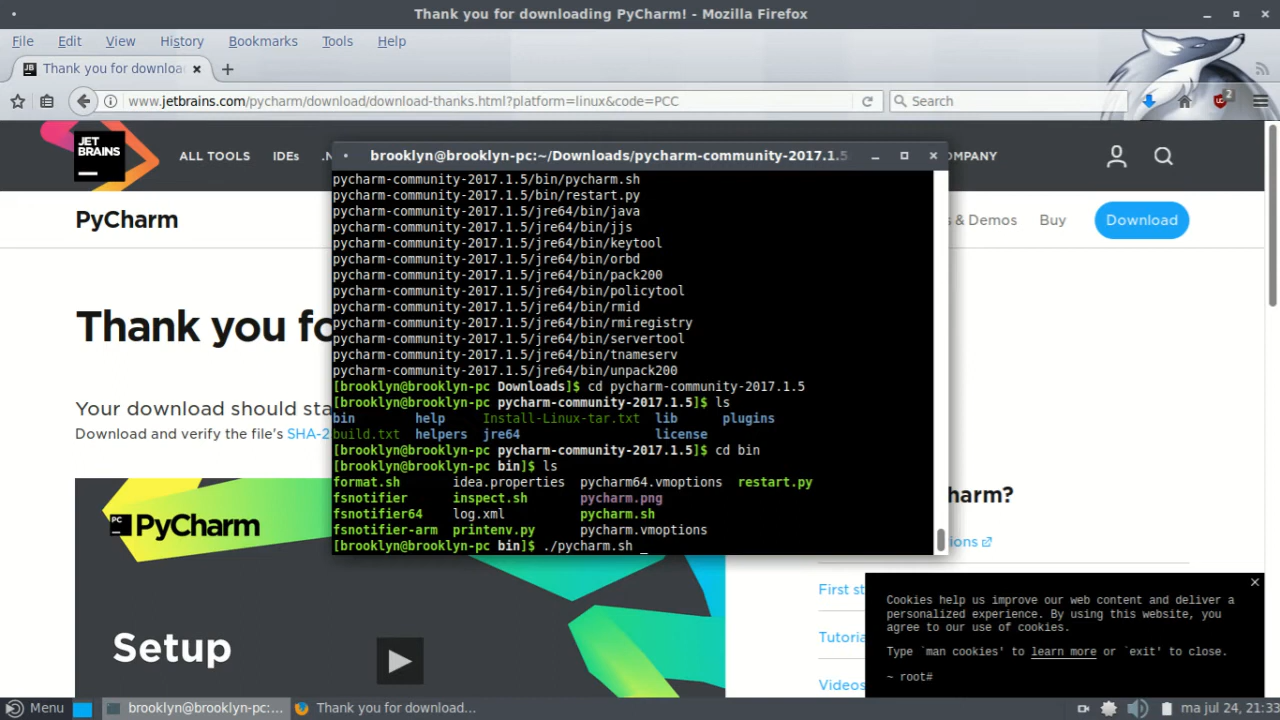 Thank you for downloading PyCharm! - Mozilla Firefox
File Edit View History Bookmarks Tools Help
JB Thank you for downloa
www.jetbrains.com/pycharm/download/download-thanks.html?platform=linux&code=PCC
Search
2
JET
BRAINS
ALL TOOLS IDEs .N
OMPANY
PyCharm
s & Demos Buy Download
Thank you fo
Your download should sta
Download and verify the file's SHA-2
PC PyCharm
Setup
brooklyn@brooklyn-pc:~/Downloads/pycharm-community-2017.1.5
pycharm-community-2017.1.5/bin/pycharm.sh
pycharm-community-2017.1.5/bin/restart.py
pycharm-community-2017.1.5/jre64/bin/java
pycharm-community-2017.1.5/jre64/bin/jjs
pycharm-community-2017.1.5/jre64/bin/keytool
pycharm-community-2017.1.5/jre64/bin/orbd
pycharm-community-2017.1.5/jre64/bin/pack200
pycharm-community-2017.1.5/jre64/bin/policytool
pycharm-community-2017.1.5/jre64/bin/rmid
pycharm-community-2017.1.5/jre64/bin/rmiregistry
pycharm-community-2017.1.5/jre64/bin/servertool
pycharm-community-2017.1.5/jre64/bin/tnameserv
pycharm-community-2017.1.5/jre64/bin/unpack200
[brooklyn@brooklyn-pc Downloads]$ cd pycharm-community-2017.1.5
[brooklyn@brooklyn-pc pycharm-community-2017.1.5]$ ls
bin help Install-Linux-tar.txt lib plugins
build.txt helpers jre64 license
[brooklyn@brooklyn-pc pycharm-community-2017.1.5]$ cd bin
[brooklyn@brooklyn-pc bin]$ ls
format.sh idea.properties pycharm64.vmoptions restart.py
fsnotifier inspect.sh pycharm.png
fsnotifier64 log.xml pycharm.sh
fsnotifier-arm printenv.py pycharm.vmoptions
[brooklyn@brooklyn-pc bin]$ ./pycharm.sh _
harm?
ions
First st
Tutoria
Videos
Cookies help us improve our web content and deliver a
personalized experience. By using this website, you
agree to our use of cookies.
Type `man cookies' to learn more or `exit' to close.
~ root#
Menu
brooklyn@brooklyn-pc:...
Thank you for download...
ma jul 24, 21:33